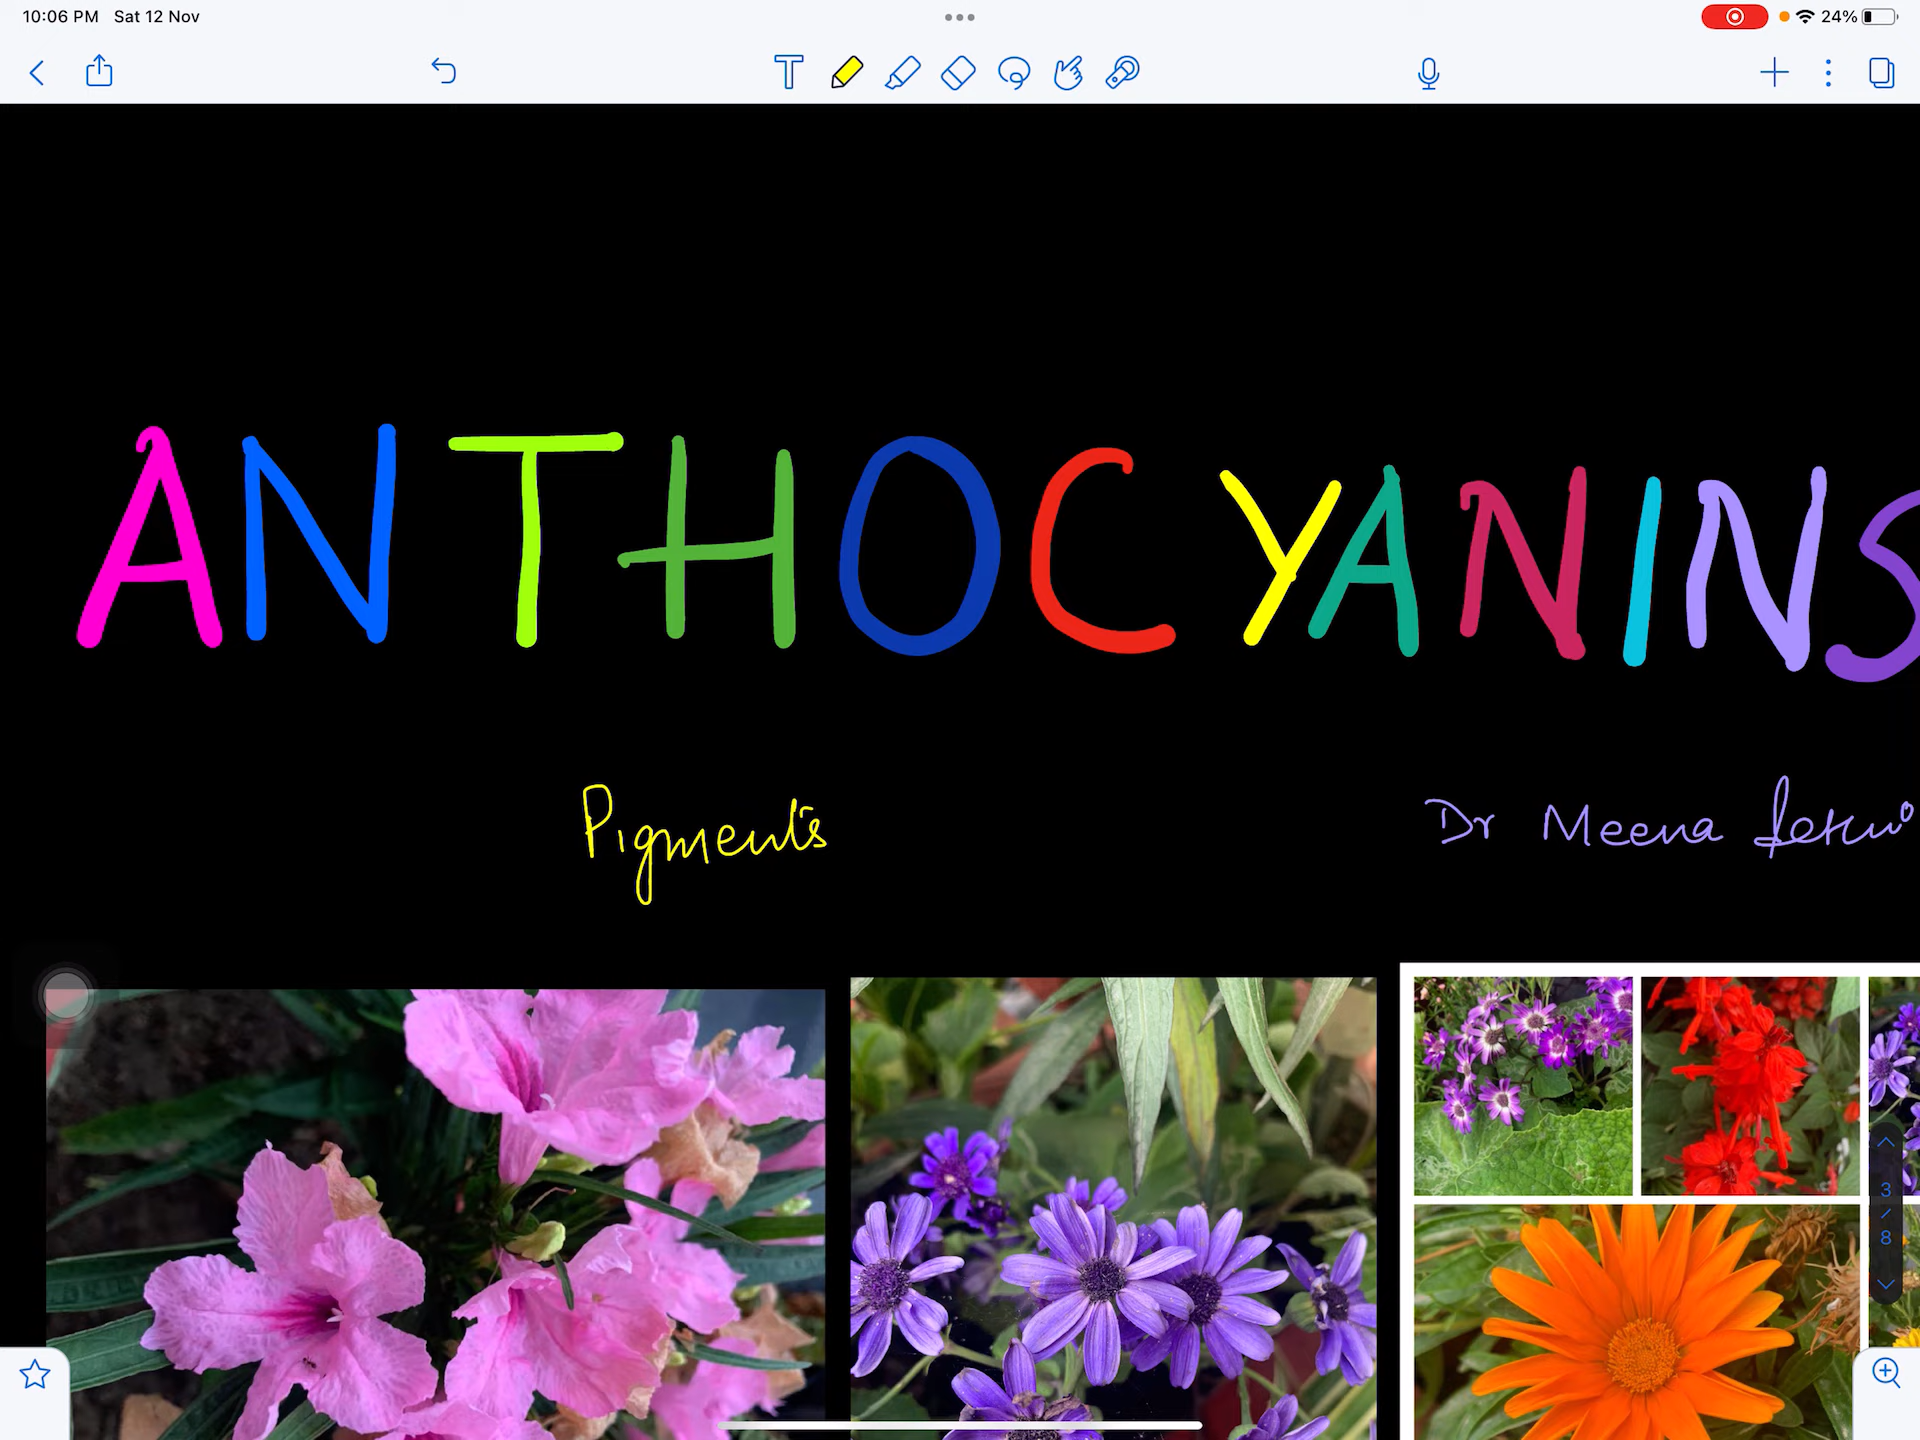 10:06 PM Sat 12 Nov
24%
ANTHOCYANINS
Pigments
Dr Meena
3
/
8